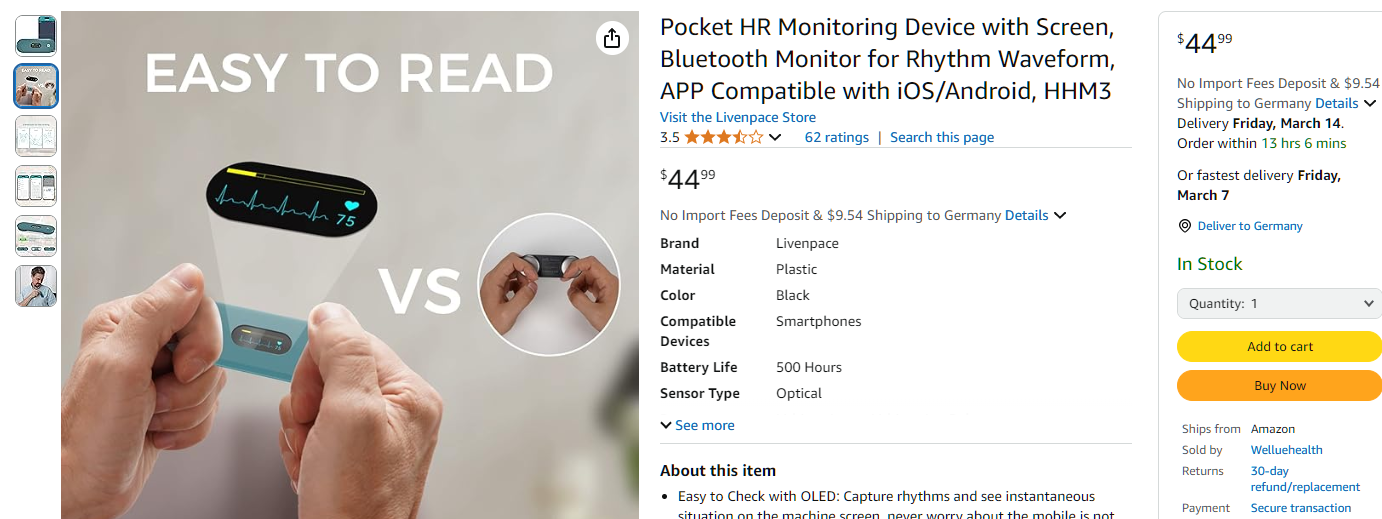 EASY TO READ
75
VS
Pocket HR Monitoring Device with Screen,
Bluetooth Monitor for Rhythm Waveform,
APP Compatible with iOS/Android, HHM3
Visit the Livenpace Store
3.5 62 ratings | Search this page
$44.99
No Import Fees Deposit & $9.54 Shipping to Germany Details
Brand Livenpace
Material Plastic
Color Black
Compatible Smartphones
Devices
Battery Life 500 Hours
Sensor Type Optical
See more
About this item
• Easy to Check with OLED: Capture rhythms and see instantaneous
situation on the machine screen, never worry about the mobile is not
$44.99
No Import Fees Deposit & $9.54
Shipping to Germany Details
Delivery Friday, March 14.
Order within 13 hrs 6 mins
Or fastest delivery Friday,
March 7
Deliver to Germany
In Stock
Quantity: 1
Add to cart
Buy Now
Ships from Amazon
Sold by Welluehealth
Returns 30-day
refund/replacement
Payment Secure transaction